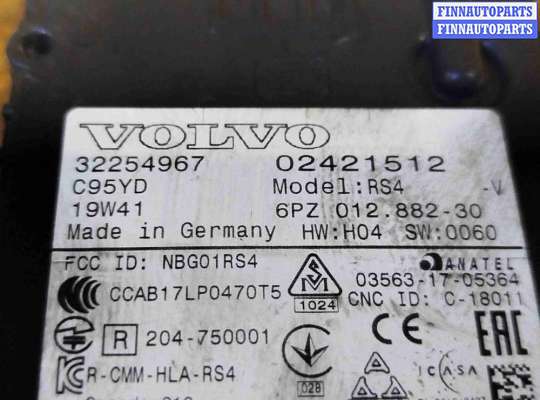 FINNAUTOPARTS
FINNAUTOPARTS
VOLVO
32254967 02421512
C95YD Model:RS4 -V
19W41 6PZ 012.882-30
Made in Germany HW:H04 SW:0060
FCC ID: NBG01RS4 ANATEL
03563-17-05364
CCAB17LP0470T5 1024 CNC ID: C-18011
R 204-750001 CE EAC
R-CMM-HLA-RS4 028 ICASA